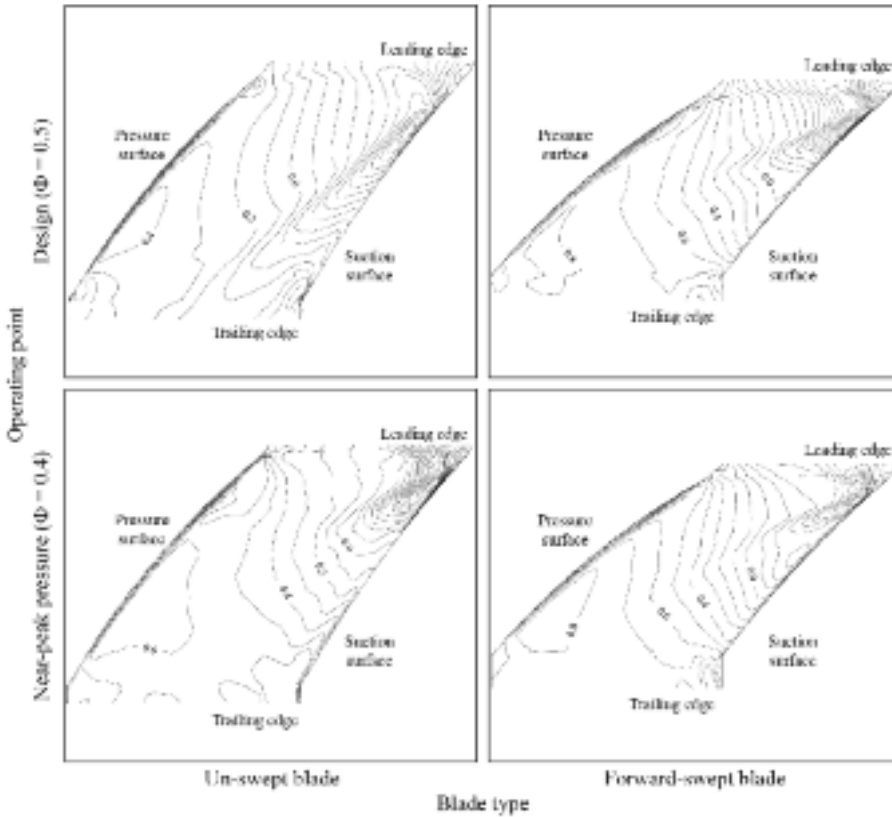 Leading edge
Pressure
surface
Suction
surface
Trailing edge
Design (Φ = 0.5)
Leading edge
Pressure
surface
Suction
surface
Trailing edge
Operating point
Leading edge
Pressure
surface
Suction
surface
Trailing edge
Near-peak pressure (Φ = 0.4)
Leading edge
Pressure
surface
Suction
surface
Trailing edge
Un-swept blade
Forward-swept blade
Blade type